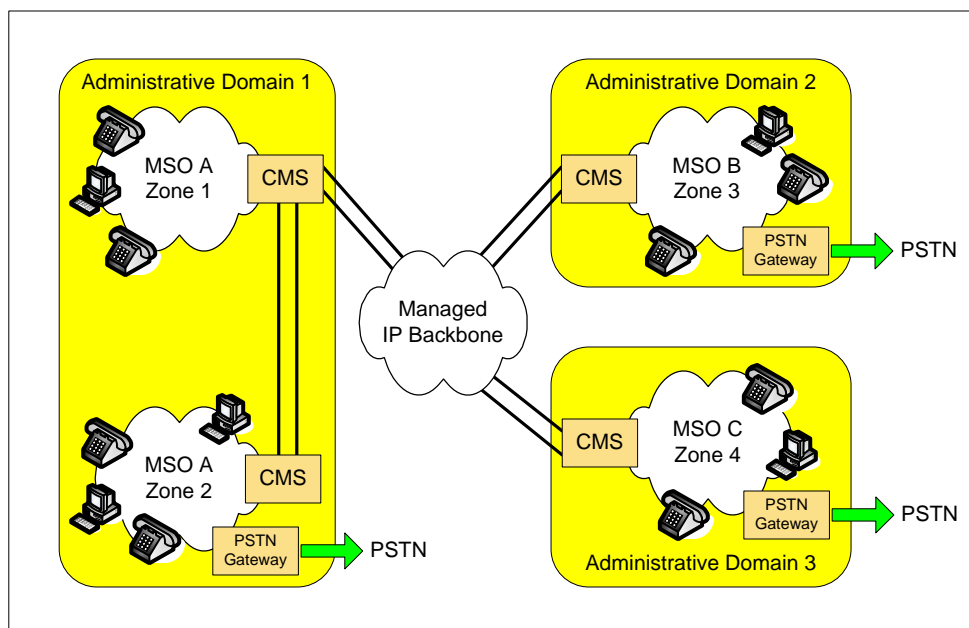 Administrative Domain 1
MSO A
Zone 1
CMS
MSO A
Zone 2
CMS
PSTN
Gateway
PSTN
Managed
IP Backbone
Administrative Domain 2
CMS
MSO B
Zone 3
PSTN
Gateway
PSTN
CMS
MSO C
Zone 4
PSTN
Gateway
PSTN
Administrative Domain 3